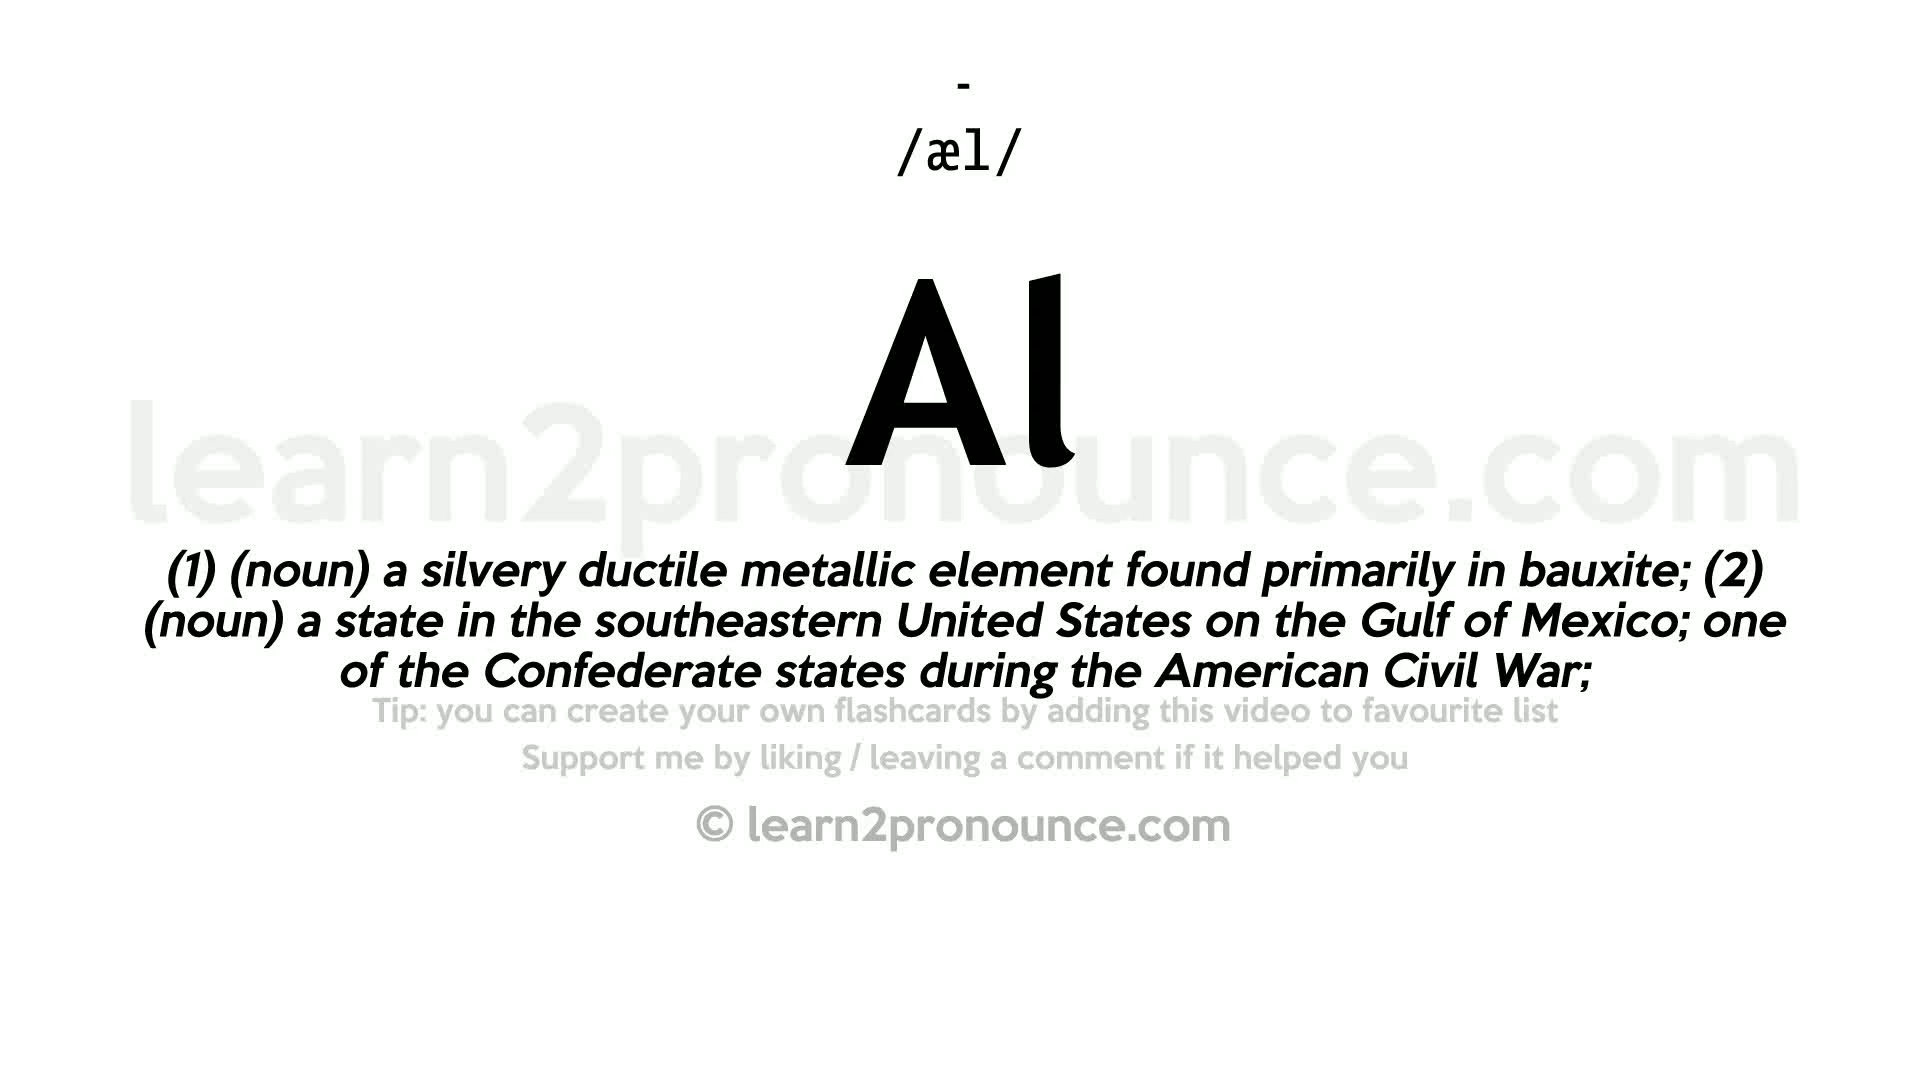 -
/æl/
Al
learn2pronounce.com
(1) (noun) a silvery ductile metallic element found primarily in bauxite; (2)
(noun) a state in the southeastern United States on the Gulf of Mexico; one
of the Confederate states during the American Civil War;
Tip: you can create your own flashcards by adding this video to favourite list
Support me by liking / leaving a comment if it helped you
© learn2pronounce.com